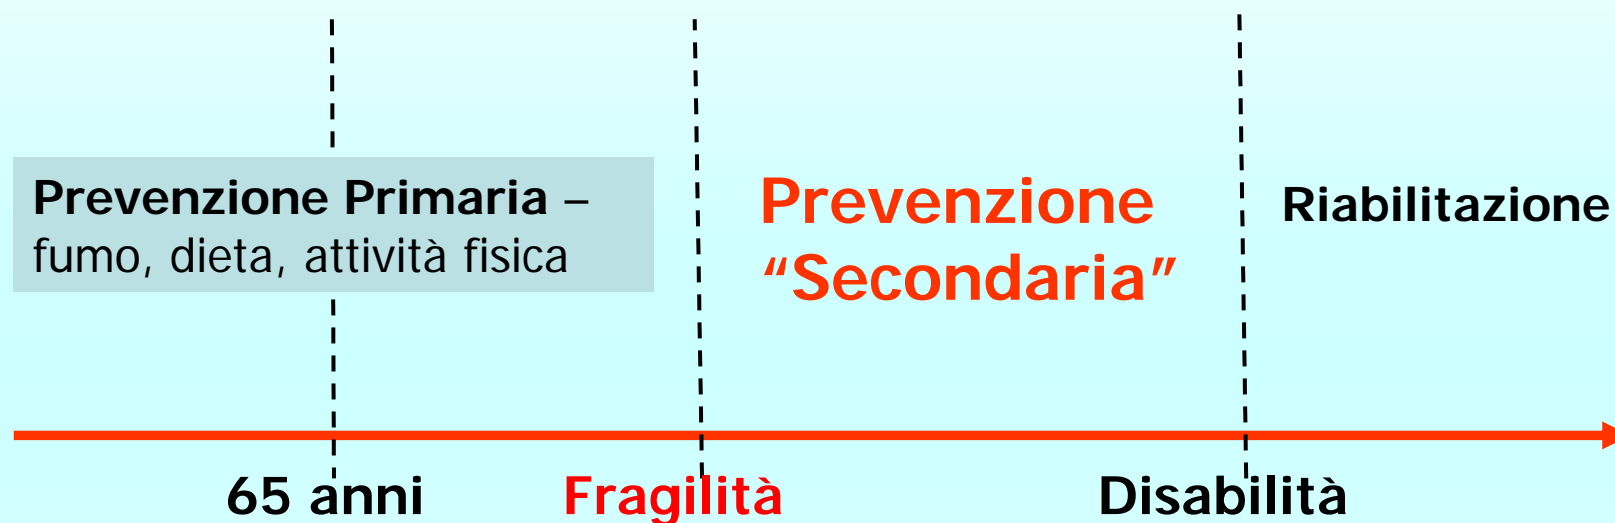 Prevenzione Primaria –
fumo, dieta, attività fisica
Prevenzione
“Secondaria”
Riabilitazione
65 anni
Fragilità
Disabilità